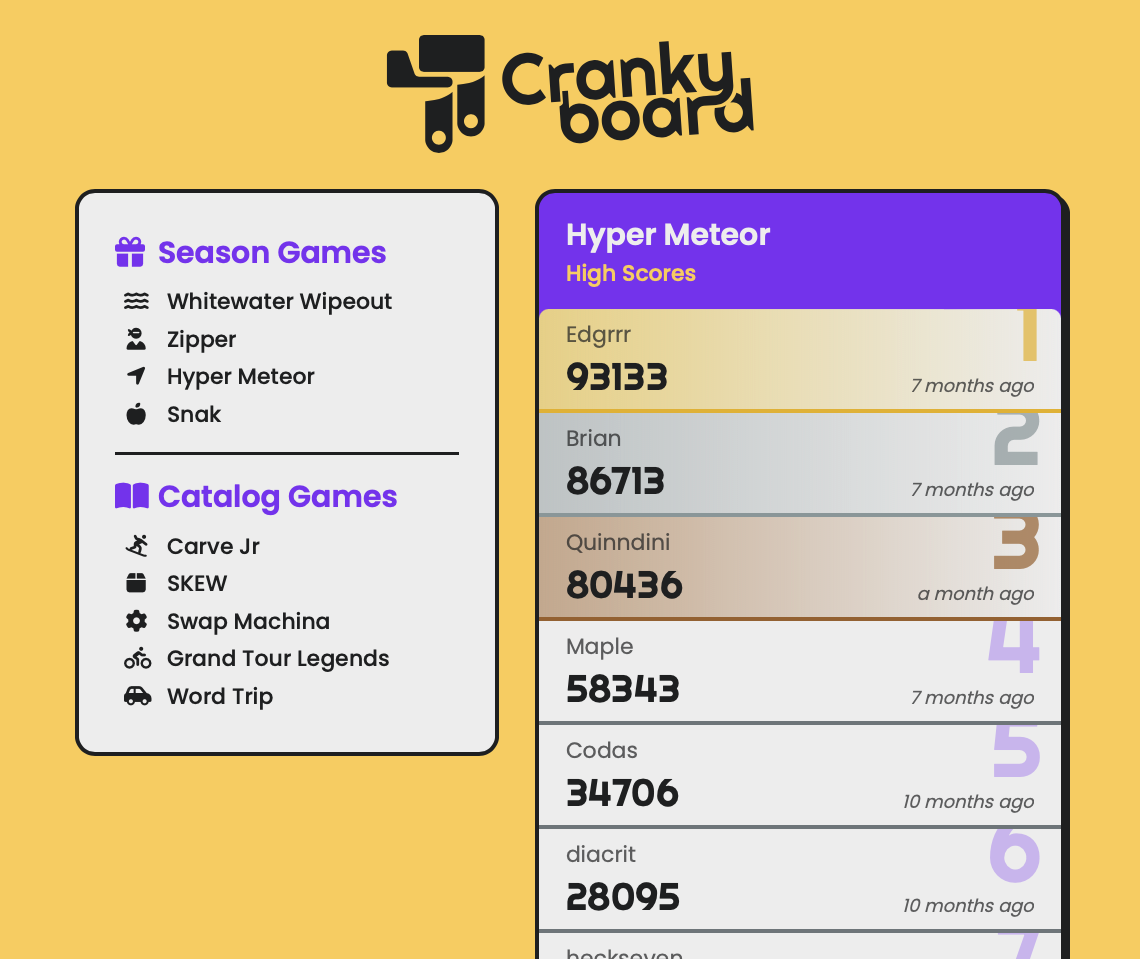 Cranky
board
Season Games
Whitewater Wipeout
Zipper
Hyper Meteor
Snak
Catalog Games
Carve Jr
SKEW
Swap Machina
Grand Tour Legends
Word Trip
Hyper Meteor
High Scores
Edgrrr
1
93133
7 months ago
Brian
2
86713
7 months ago
Quinndini
3
80436
a month ago
Maple
4
58343
7 months ago
Codas
5
34706
10 months ago
diacrit
6
28095
10 months ago
heckseven
7